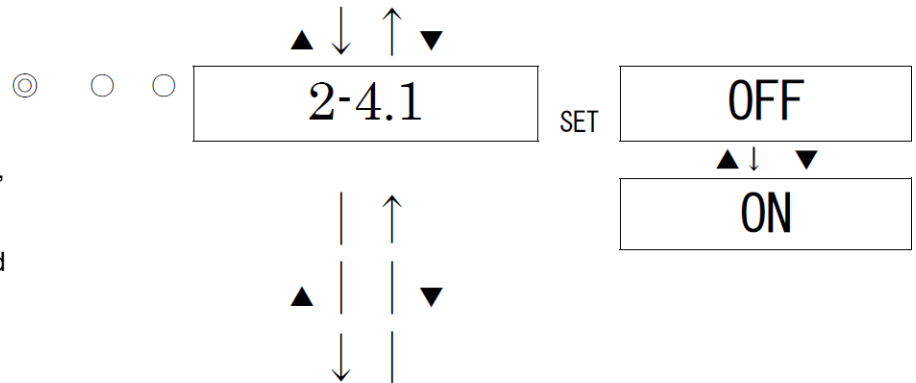 ▲ ↓ ↑ ▼
◎ ○ ○ 2-4.1 SET OFF
▲ ↓ ▼
,
ON
d
▲ ▼